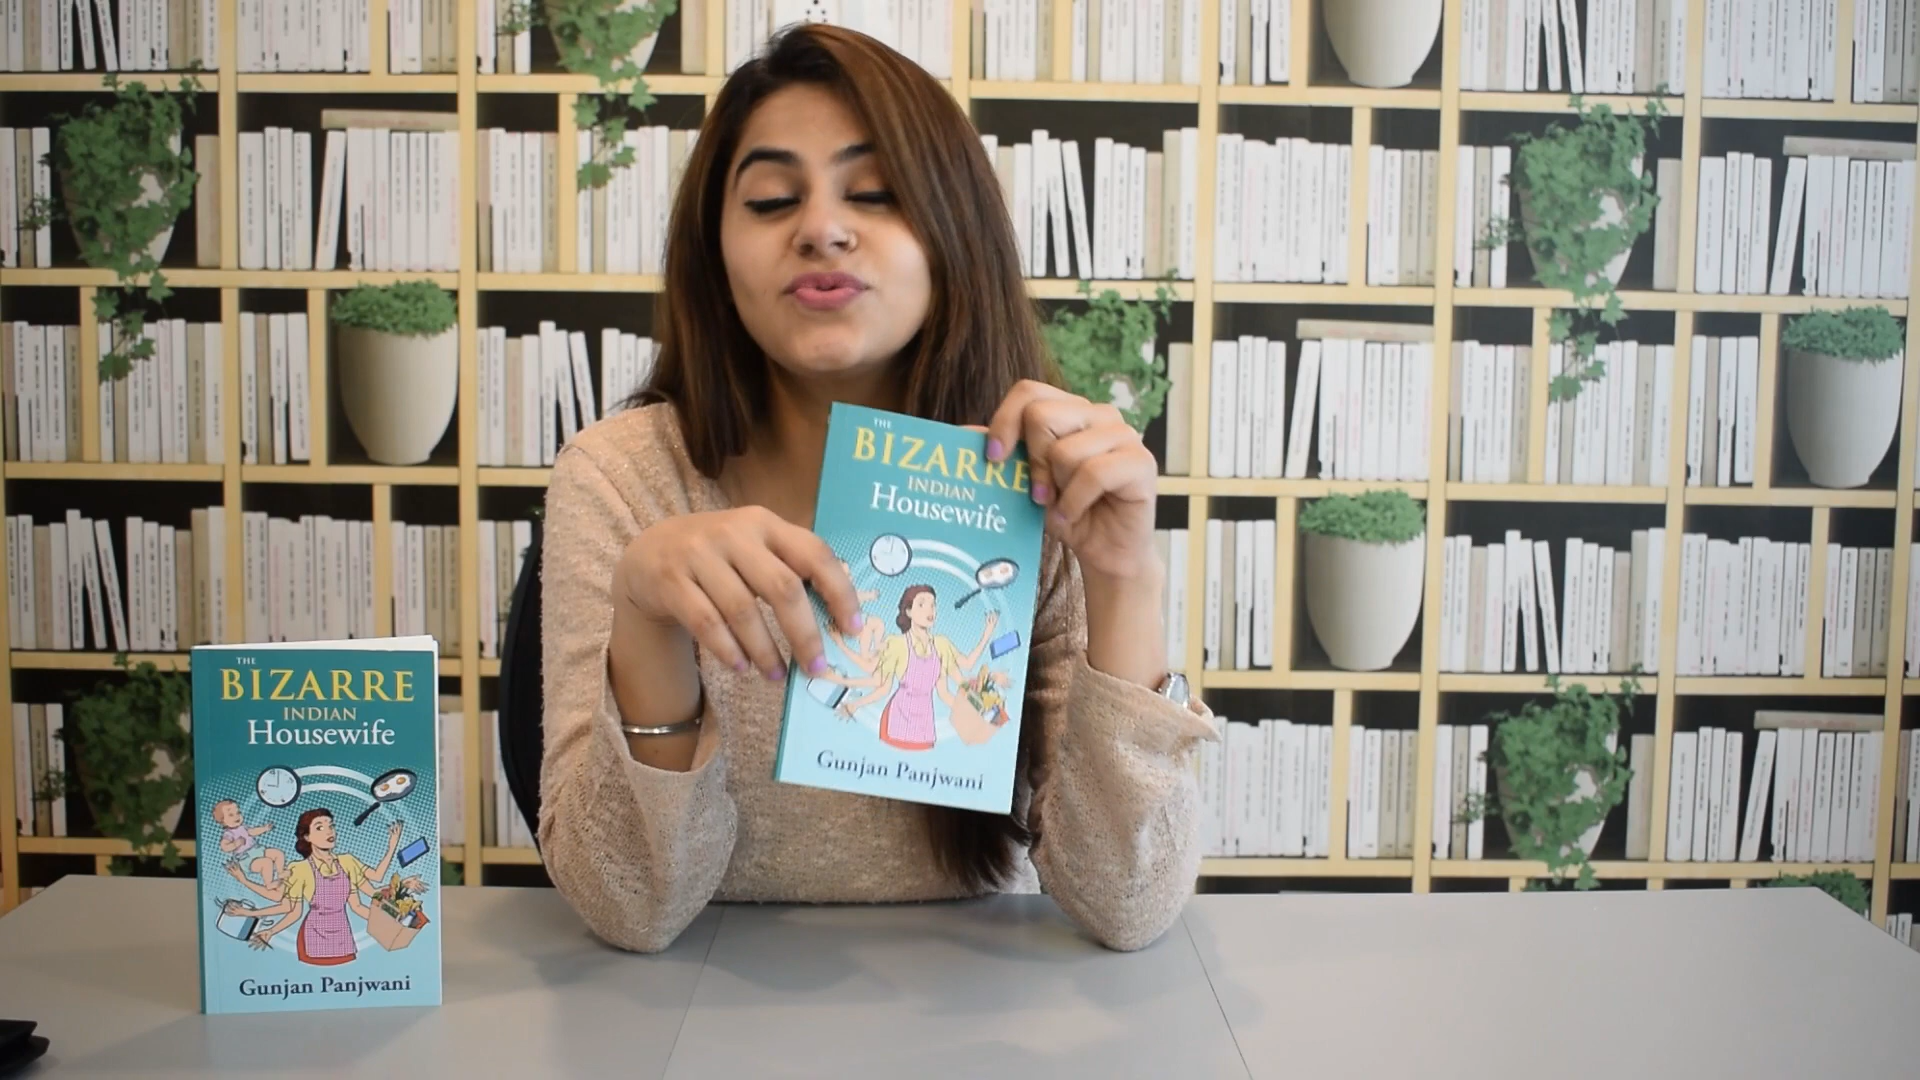 THE
BIZARRE
INDIAN
Housewife
Gunjan Panjwani
THE
BIZARRE
INDIAN
Housewife
Gunjan Panjwani